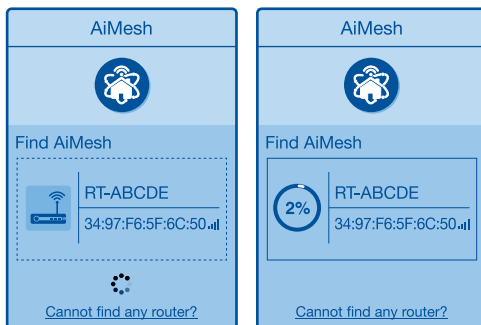 AiMesh
Find AiMesh
RT-ABCDE
34:97:F6:5F:6C:50
Cannot find any router?
AiMesh
Find AiMesh
2%
RT-ABCDE
34:97:F6:5F:6C:50
Cannot find any router?